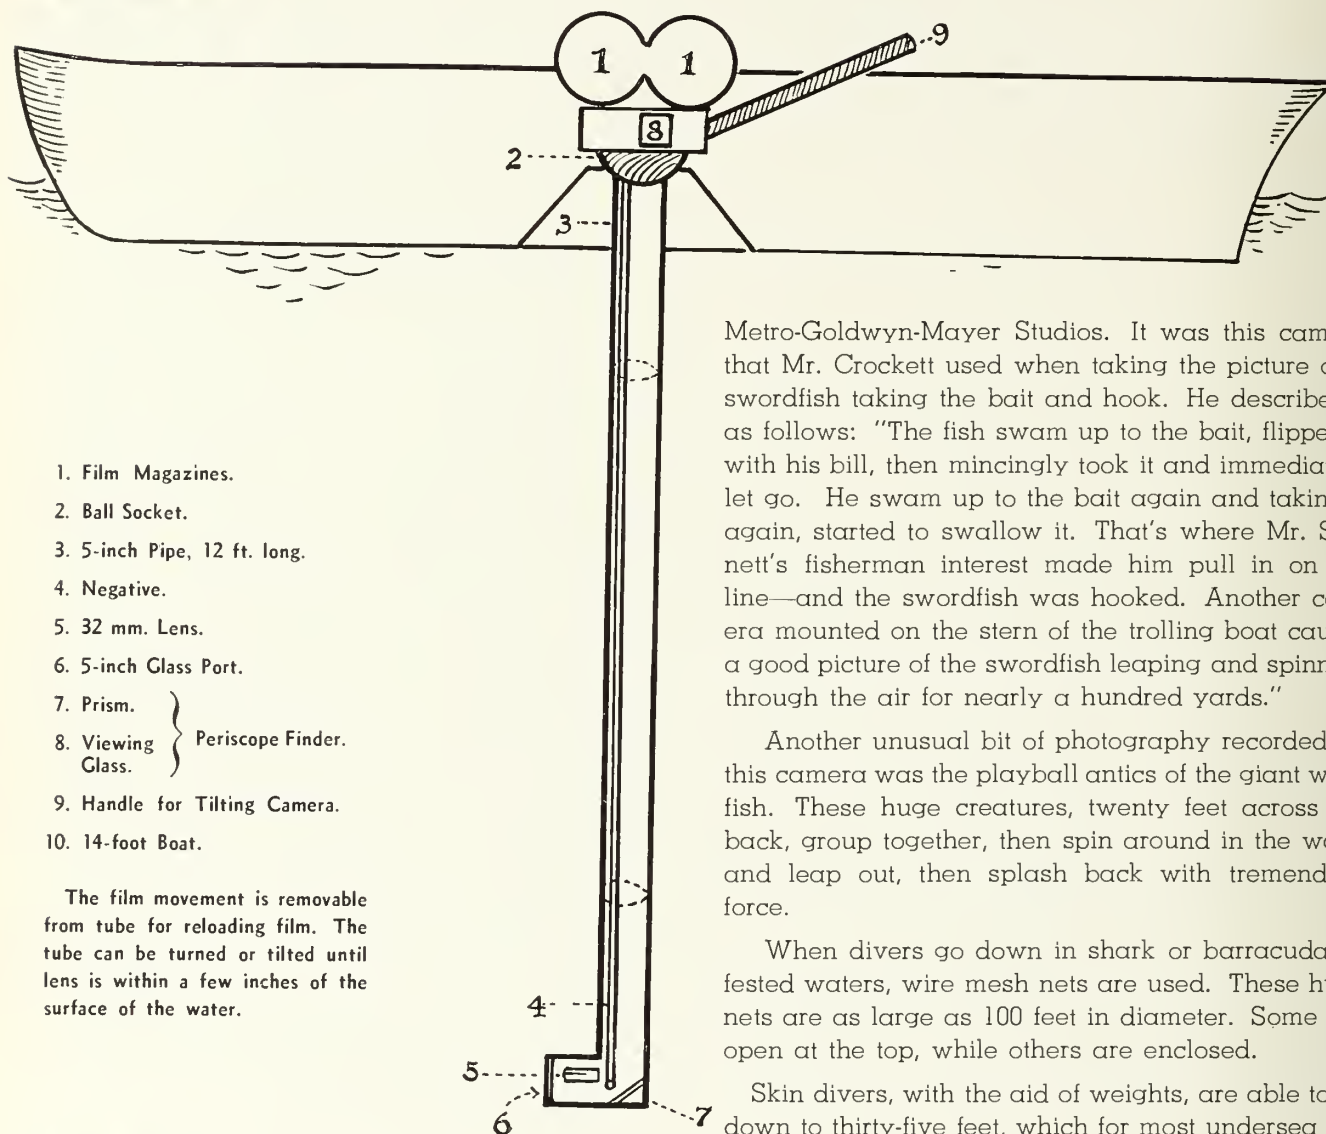 1 1
9
8
2
3
4
5
6
7
1. Film Magazines.
2. Ball Socket.
3. 5-inch Pipe, 12 ft. long.
4. Negative.
5. 32 mm. Lens.
6. 5-inch Glass Port.
7. Prism.
8. Viewing Glass.
Periscope Finder.
9. Handle for Tilting Camera.
10. 14-foot Boat.
The film movement is removable
from tube for reloading film. The
tube can be turned or tilted until
lens is within a few inches of the
surface of the water.
Metro-Goldwyn-Mayer Studios. It was this cam
that Mr. Crockett used when taking the picture
swordfish taking the bait and hook. He describe
as follows: "The fish swam up to the bait, flippe
with his bill, then mincingly took it and immedia
let go. He swam up to the bait again and takin
again, started to swallow it. That's where Mr. S
nett's fisherman interest made him pull in on
line—and the swordfish was hooked. Another c
era mounted on the stern of the trolling boat cau
a good picture of the swordfish leaping and spinn
through the air for nearly a hundred yards."
Another unusual bit of photography recorded
this camera was the playball antics of the giant w
fish. These huge creatures, twenty feet across
back, group together, then spin around in the w
and leap out, then splash back with tremend
force.
When divers go down in shark or barracuda
fested waters, wire mesh nets are used. These h
nets are as large as 100 feet in diameter. Some
open at the top, while others are enclosed.
Skin divers, with the aid of weights, are able to
down to thirty-five feet, which for most undersea